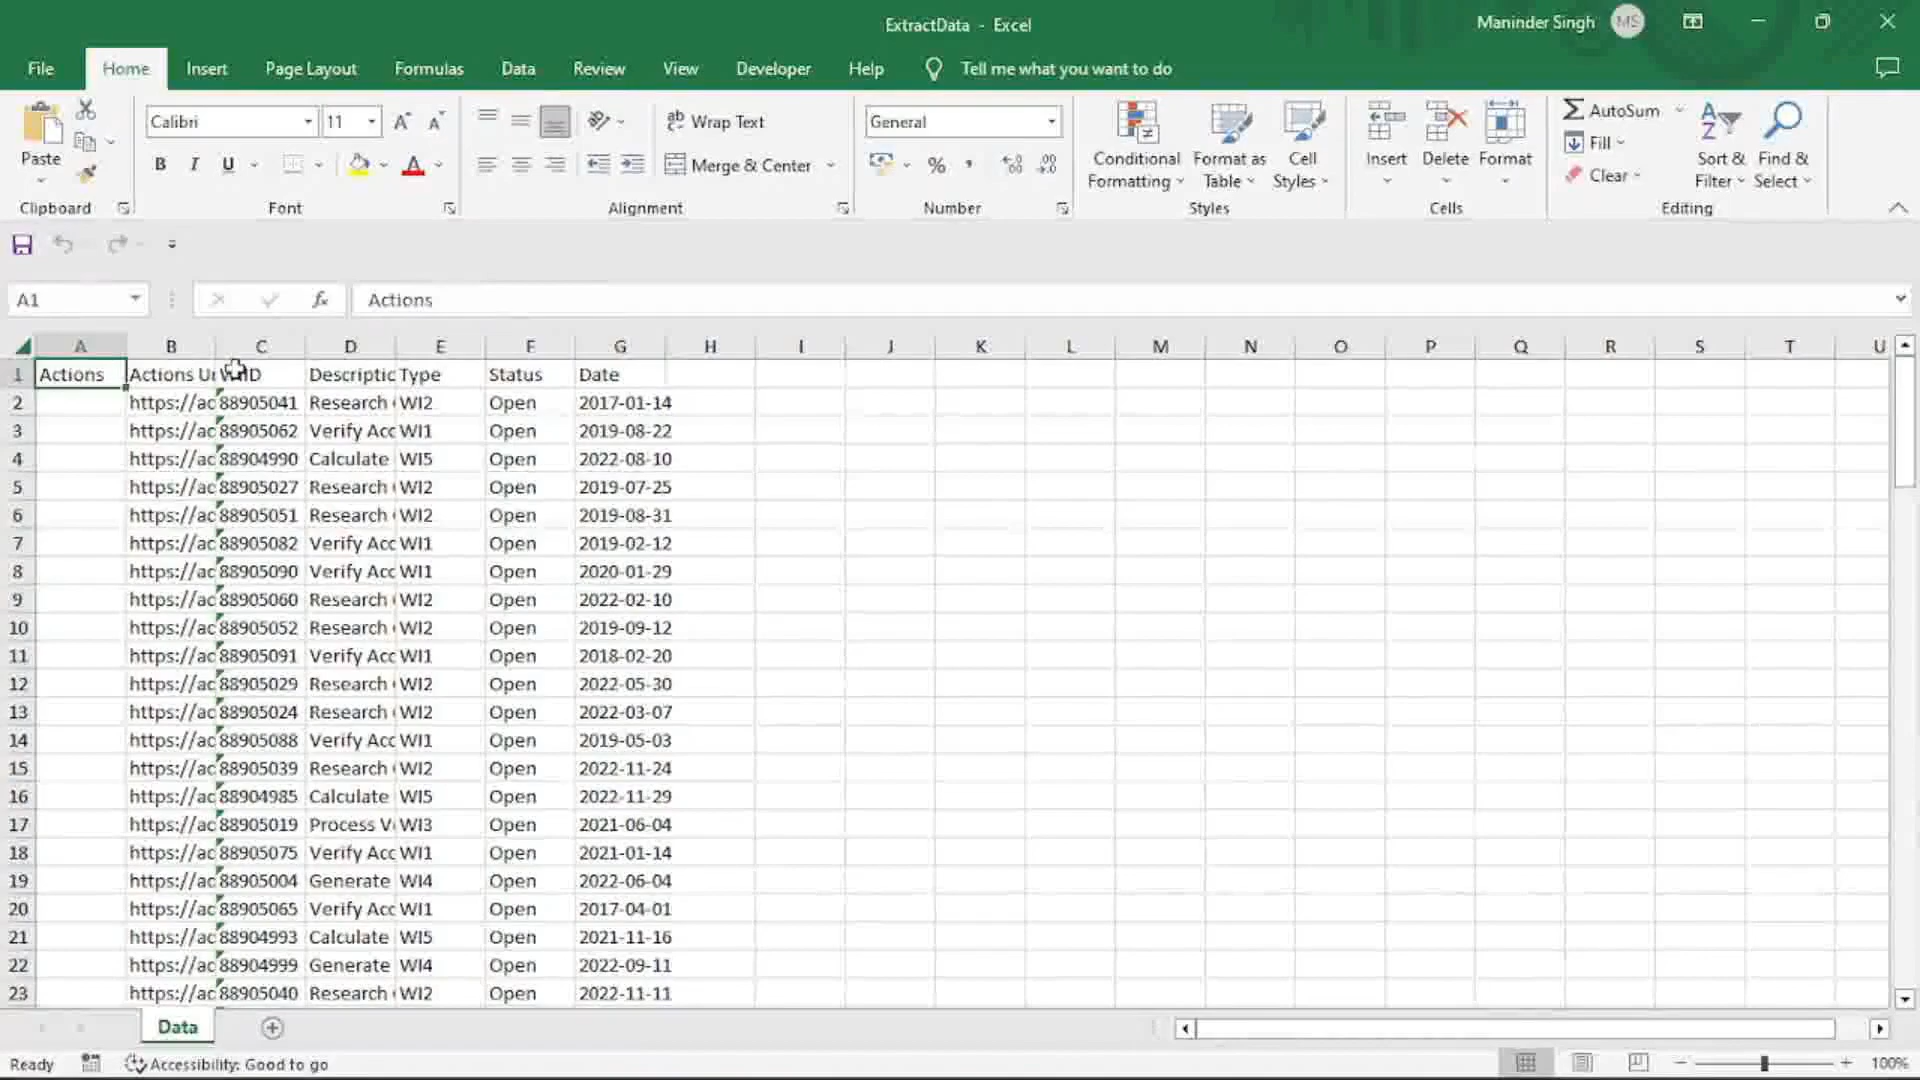 ExtractData - Excel
Maninder Singh MS
File Home Insert Page Layout Formulas Data Review View Developer Help Tell me what you want to do
Calibri 11
Wrap Text
General
AutoSum
Fill
Paste
B I U
Merge & Center
%
Conditional Formatting
Format as Table
Cell Styles
Insert Delete Format
Clear
Sort & Filter
Find & Select
Clipboard Font Alignment Number Styles Cells Editing
A1 fx Actions
A B C D E F G H I J K L M N O P Q R S T U
1 Actions Actions Ur Descriptic Type Status Date
2 https://ac 88905041 Research WI2 Open 2017-01-14
3 https://ac 88905062 Verify Acc WI1 Open 2019-08-22
4 https://ac 88904990 Calculate WI5 Open 2022-08-10
5 https://ac 88905027 Research WI2 Open 2019-07-25
6 https://ac 88905051 Research WI2 Open 2019-08-31
7 https://ac 88905082 Verify Acc WI1 Open 2019-02-12
8 https://ac 88905090 Verify Acc WI1 Open 2020-01-29
9 https://ac 88905060 Research WI2 Open 2022-02-10
10 https://ac 88905052 Research WI2 Open 2019-09-12
11 https://ac 88905091 Verify Acc WI1 Open 2018-02-20
12 https://ac 88905029 Research WI2 Open 2022-05-30
13 https://ac 88905024 Research WI2 Open 2022-03-07
14 https://ac 88905088 Verify Acc WI1 Open 2019-05-03
15 https://ac 88905039 Research WI2 Open 2022-11-24
16 https://ac 88904985 Calculate WI5 Open 2022-11-29
17 https://ac 88905019 Process V WI3 Open 2021-06-04
18 https://ac 88905075 Verify Acc WI1 Open 2021-01-14
19 https://ac 88905004 Generate WI4 Open 2022-06-04
20 https://ac 88905065 Verify Acc WI1 Open 2017-04-01
21 https://ac 88904993 Calculate WI5 Open 2021-11-16
22 https://ac 88904999 Generate WI4 Open 2022-09-11
23 https://ac 88905040 Research WI2 Open 2022-11-11
Data
Ready Accessibility: Good to go 100%